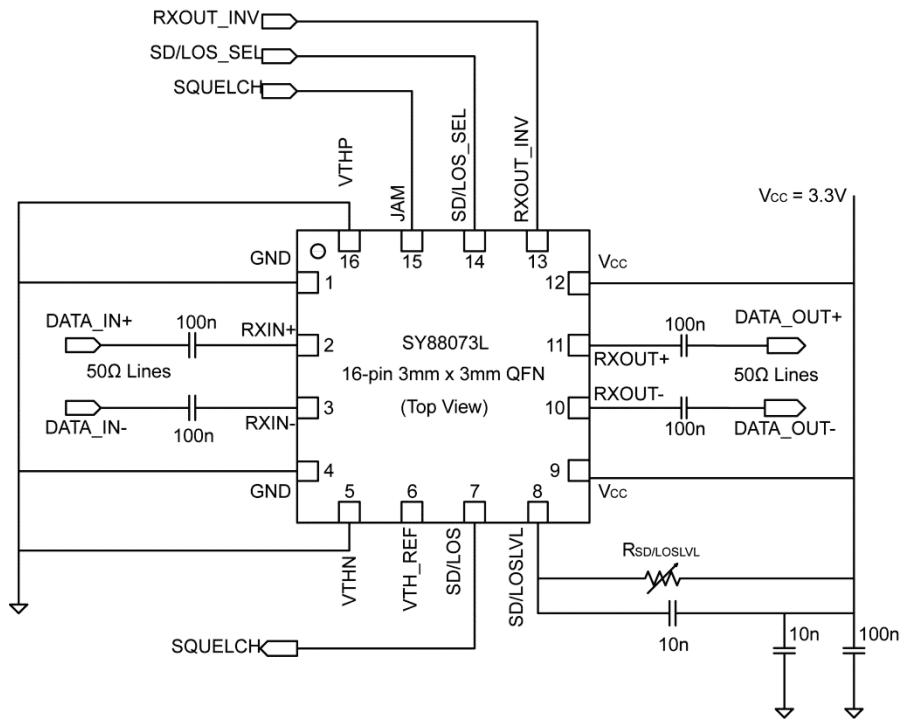 RXOUT_INV
SD/LOS_SEL
SQUELCH
VTHP
JAM
SD/LOS_SEL
RXOUT_INV
VCC = 3.3V
GND
16
15
14
13
VCC
1
12
DATA_IN+
100n
RXIN+
2
SY88073L
11
RXOUT+
100n
DATA_OUT+
50Ω Lines
16-pin 3mm x 3mm QFN
50Ω Lines
DATA_IN-
100n
RXIN-
3
(Top View)
10
RXOUT-
100n
DATA_OUT-
4
9
GND
5
6
7
8
VCC
VTHN
VTH_REF
SD/LOS
SD/LOSLVL
RSD/LOSLVL
10n
10n
100n
SQUELCH